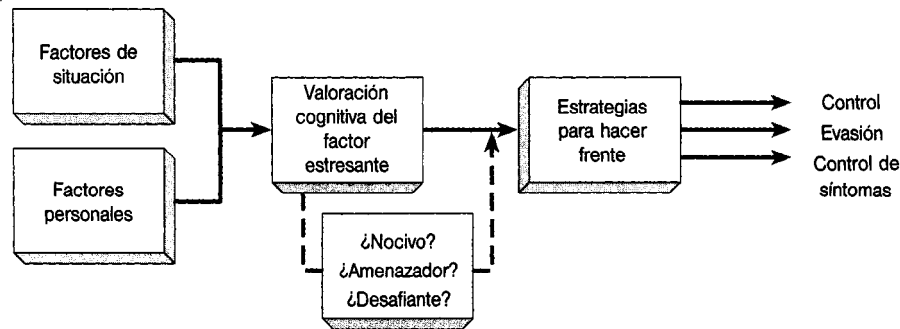 Factores de
situación
Factores
personales
Valoración
cognitiva del
factor
estresante
¿Nocivo?
¿Amenazador?
¿Desafiante?
Estrategias
para hacer
frente
Control
Evasión
Control de
síntomas